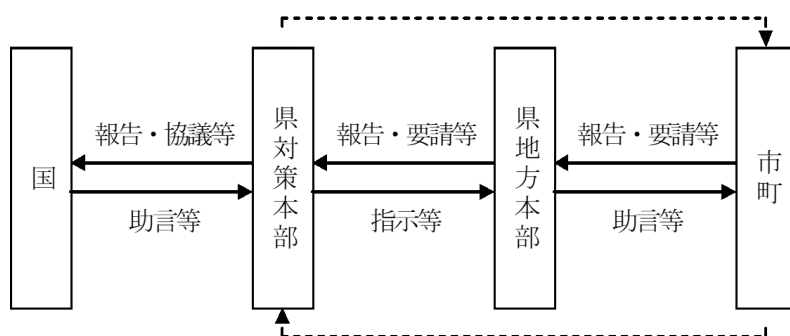 国
報告・協議等
助言等
県対策本部
報告・要請等
指示等
県地方本部
報告・要請等
助言等
市町